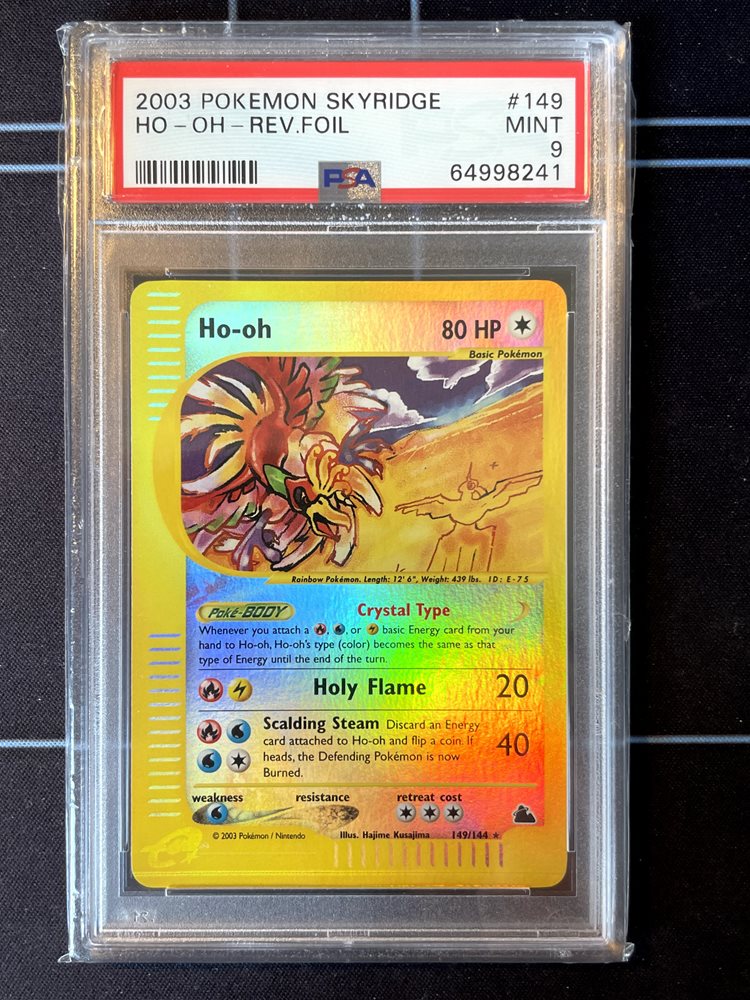 2003 POKEMON SKYRIDGE #149
HO-OH-REV.FOIL MINT
9
64998241
PSA
Ho-oh 80 HP
Basic Pokémon
Rainbow Pokémon. Length: 12' 6", Weight: 439 lbs. ID: E-75
Poké-BODY Crystal Type
Whenever you attach a , , or basic Energy card from your
hand to Ho-oh, Ho-oh's type (color) becomes the same as that
type of Energy until the end of the turn.
Holy Flame 20
Scalding Steam Discard an Energy
card attached to Ho-oh and flip a coin. If
heads, the Defending Pokémon is now
Burned.
40
weakness resistance retreat cost
© 2003 Pokémon / Nintendo Illus. Hajime Kusajima 149/144 ★